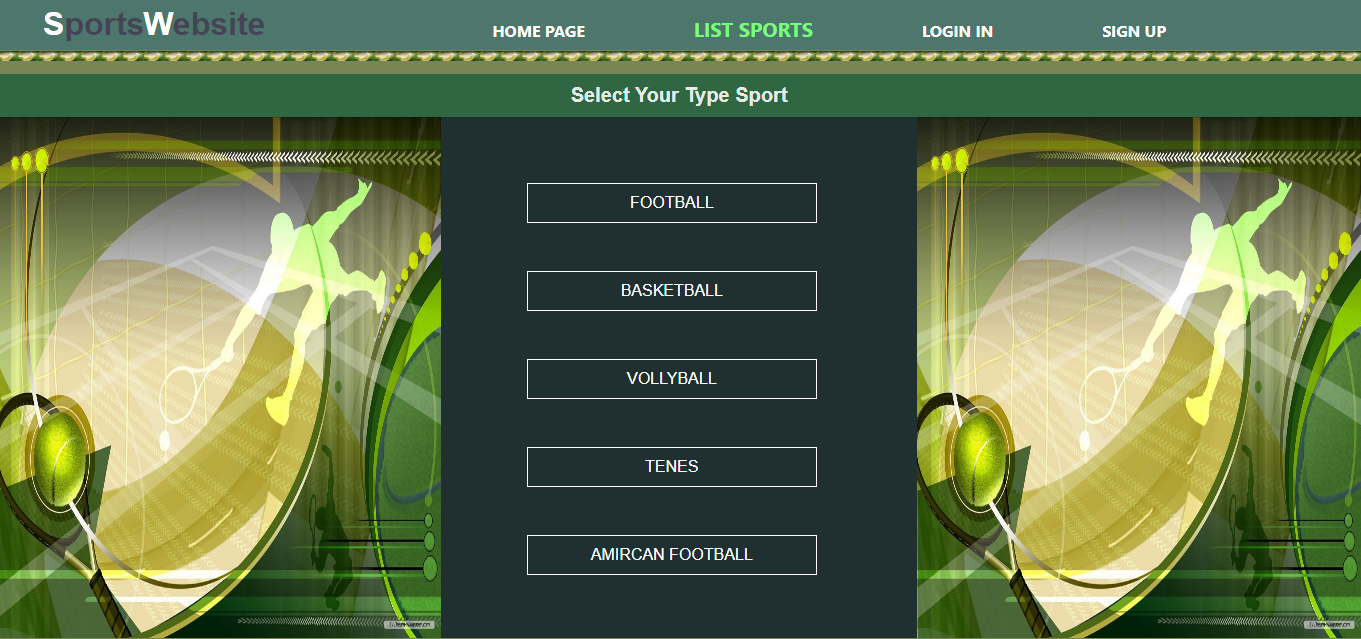 SportsWebsite
HOME PAGE
LIST SPORTS
LOGIN IN
SIGN UP
Select Your Type Sport
FOOTBALL
BASKETBALL
VOLLYBALL
TENES
AMIRCAN FOOTBALL